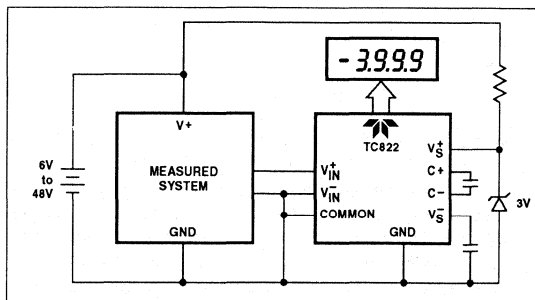 - 3.9.9.9
TC822
V+
MEASURED
SYSTEM
GND
6V
to
48V
V+IN
V-IN
COMMON
GND
V+S
C+
C-
V-S
3V